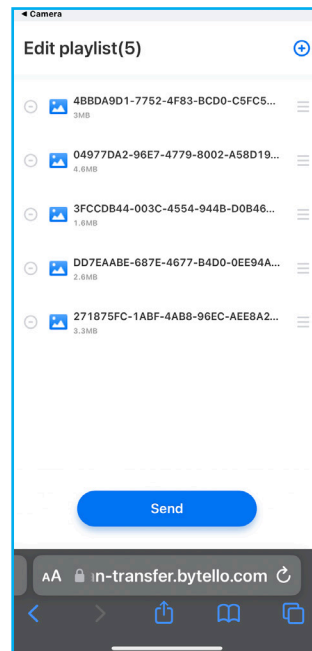 ◀ Camera
Edit playlist(5)
4BBDA9D1-7752-4F83-BCD0-C5FC5...
3MB
04977DA2-96E7-4779-8002-A58D19...
4.6MB
3FCCDB44-003C-4554-944B-D0B46...
1.6MB
DD7EAABE-687E-4677-B4D0-0EE94A...
2.6MB
271875FC-1ABF-4AB8-96EC-AEE8A2...
3.3MB
Send
AA n-transfer.bytello.com